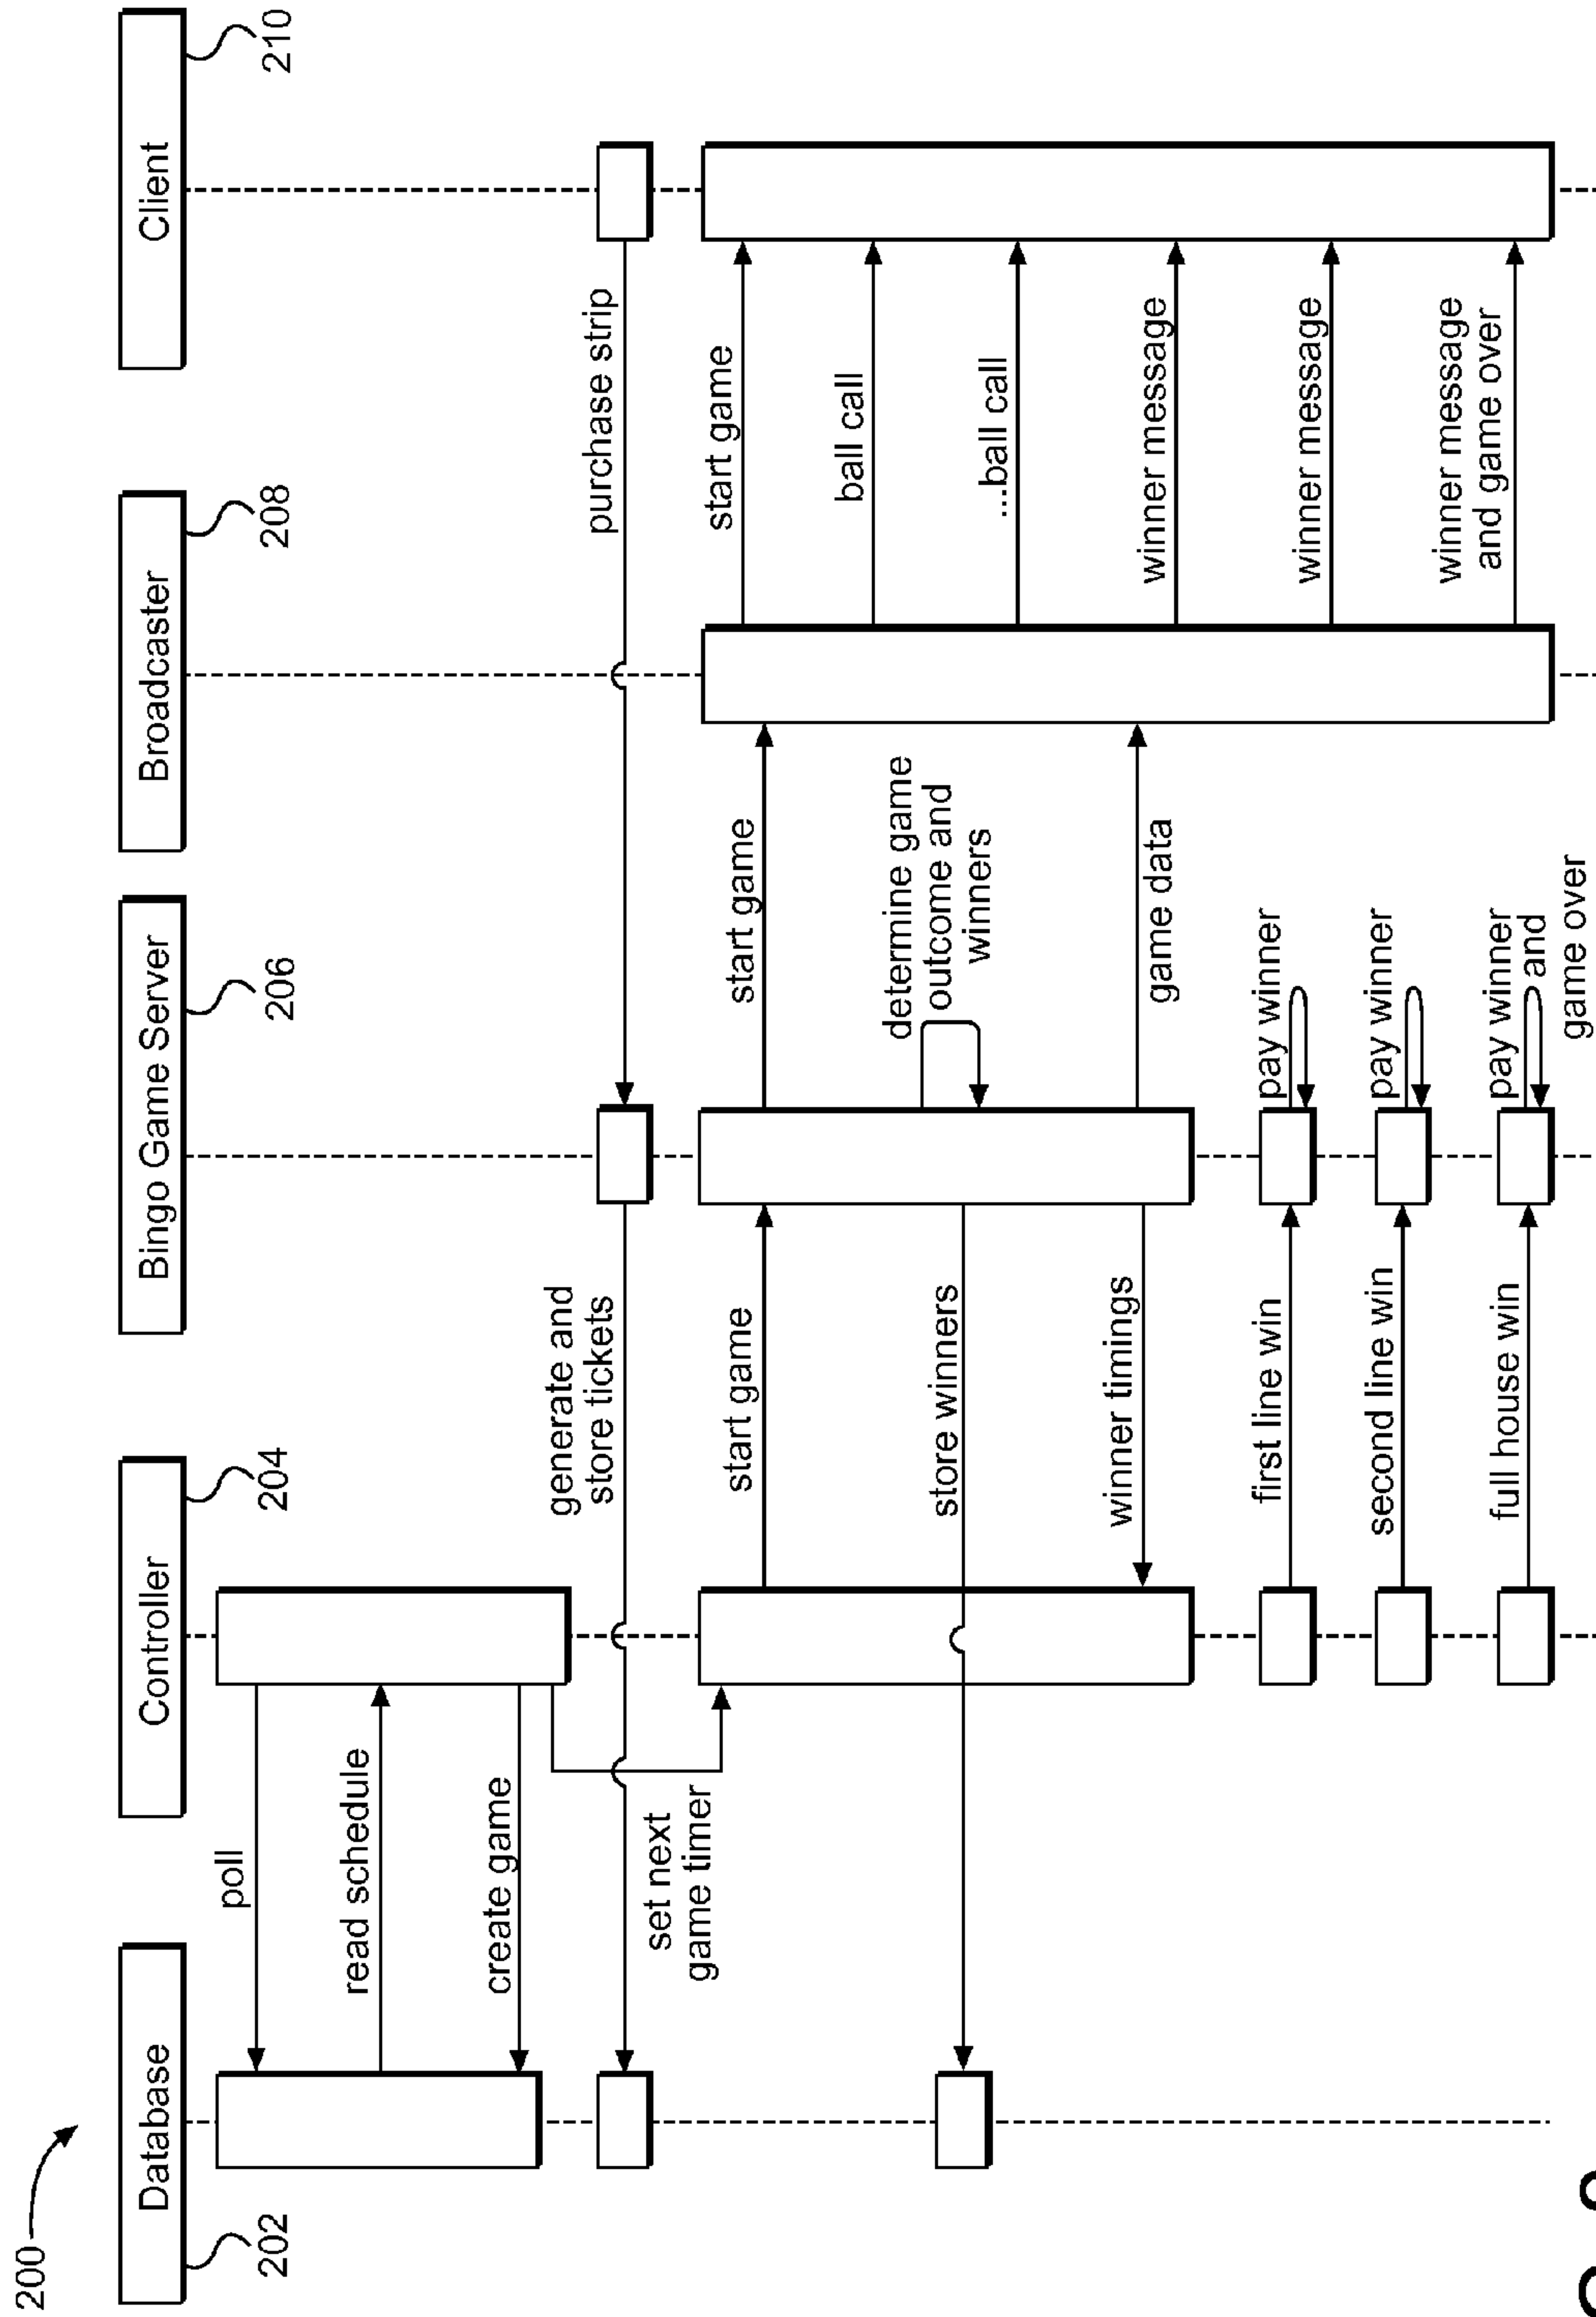 200
Database
202
Controller
204
Bingo Game Server
206
Broadcaster
208
Client
210
poll
read schedule
create game
set next
game timer
purchase strip
generate and
store tickets
start game
start game
start game
ball call
...ball call
determine game
outcome and
winners
store winners
winner timings
game data
winner message
first line win
pay winner
winner message
second line win
pay winner
winner message
and game over
full house win
pay winner
and
game over